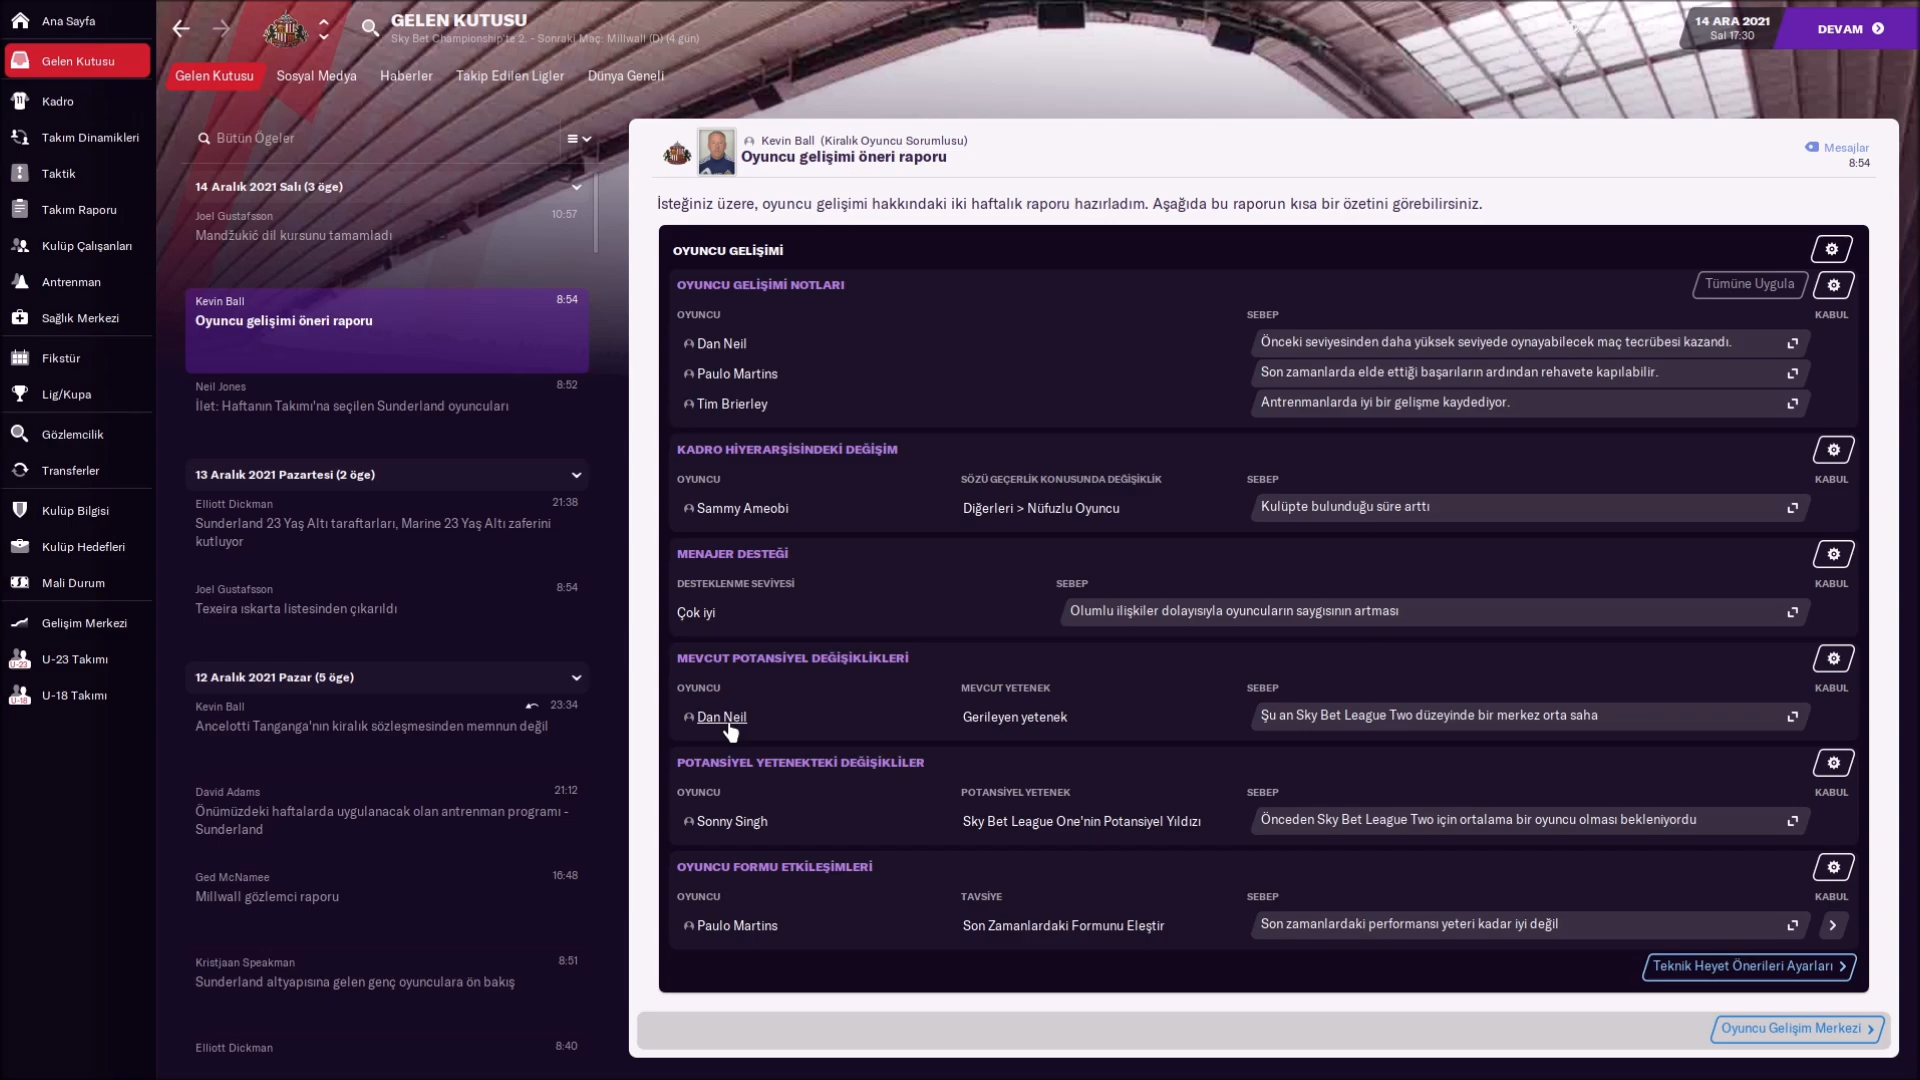 Ana Sayfa
Gelen Kutusu
Kadro
Takım Dinamikleri
Taktik
Takım Raporu
Kulüp Çalışanları
Antrenman
Sağlık Merkezi
Fikstür
Lig/Kupa
Gözlemcilik
Transferler
Kulüp Bilgisi
Kulüp Hedefleri
Mali Durum
Gelişim Merkezi
U-23 Takımı
U-18 Takımı
GELEN KUTUSU
Sky Bet Championship'te 2. - Sonraki Maç: Millwall (D) (4 gün)
14 ARA 2021
Sal 17:30
DEVAM
Gelen Kutusu Sosyal Medya Haberler Takip Edilen Ligler Dünya Geneli
Bütün Ögeler
14 Aralık 2021 Salı (3 öge)
Joel Gustafsson 10:57
Mandžukić dil kursunu tamamladı
Kevin Ball 8:54
Oyuncu gelişimi öneri raporu
Neil Jones 8:52
İlet: Haftanın Takımı'na seçilen Sunderland oyuncuları
13 Aralık 2021 Pazartesi (2 öge)
Elliott Dickman 21:38
Sunderland 23 Yaş Altı taraftarları, Marine 23 Yaş Altı zaferini
kutluyor
Joel Gustafsson 8:54
Texeira ıskarta listesinden çıkarıldı
12 Aralık 2021 Pazar (5 öge)
Kevin Ball 23:34
Ancelotti Tanganga'nın kiralık sözleşmesinden memnun değil
David Adams 21:12
Önümüzdeki haftalarda uygulanacak olan antrenman programı -
Sunderland
Ged McNamee 16:48
Millwall gözlemci raporu
Kristjaan Speakman 8:51
Sunderland altyapısına gelen genç oyunculara ön bakış
Elliott Dickman 8:40
Kevin Ball (Kiralık Oyuncu Sorumlusu)
Oyuncu gelişimi öneri raporu
Mesajlar
8:54
İsteğiniz üzere, oyuncu gelişimi hakkındaki iki haftalık raporu hazırladım. Aşağıda bu raporun kısa bir özetini görebilirsiniz.
OYUNCU GELİŞİMİ
OYUNCU GELİŞİMİ NOTLARI Tümüne Uygula
OYUNCU SEBEP KABUL
Dan Neil Önceki seviyesinden daha yüksek seviyede oynayabilecek maç tecrübesi kazandı.
Paulo Martins Son zamanlarda elde ettiği başarıların ardından rehavete kapılabilir.
Tim Brierley Antrenmanlarda iyi bir gelişme kaydediyor.
KADRO HİYERARŞİSİNDEKİ DEĞİŞİM
OYUNCU SÖZÜ GEÇERLİK KONUSUNDA DEĞİŞİKLİK SEBEP KABUL
Sammy Ameobi Diğerleri > Nüfuzlu Oyuncu Kulüpte bulunduğu süre arttı
MENAJER DESTEĞİ
DESTEKLENME SEVİYESİ SEBEP KABUL
Çok iyi Olumlu ilişkiler dolayısıyla oyuncuların saygısının artması
MEVCUT POTANSİYEL DEĞİŞİKLİKLERİ
OYUNCU MEVCUT YETENEK SEBEP KABUL
Dan Neil Gerileyen yetenek Şu an Sky Bet League Two düzeyinde bir merkez orta saha
POTANSİYEL YETENEKTEKİ DEĞİŞİKLİLER
OYUNCU POTANSİYEL YETENEK SEBEP KABUL
Sonny Singh Sky Bet League One'nin Potansiyel Yıldızı Önceden Sky Bet League Two için ortalama bir oyuncu olması bekleniyordu
OYUNCU FORMU ETKİLEŞİMLERİ
OYUNCU TAVSİYE SEBEP KABUL
Paulo Martins Son Zamanlardaki Formunu Eleştir Son zamanlardaki performansı yeteri kadar iyi değil
Teknik Heyet Önerileri Ayarları
Oyuncu Gelişim Merkezi